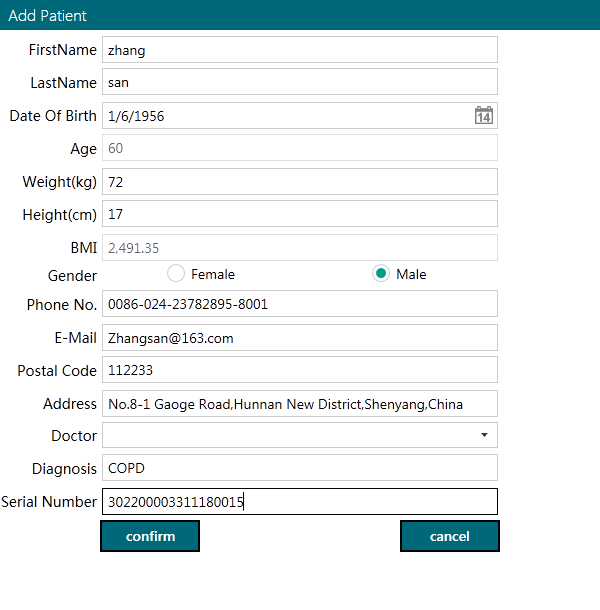 Add Patient
FirstName zhang
LastName san
Date Of Birth 1/6/1956 14
Age 60
Weight(kg) 72
Height(cm) 17
BMI 2,491.35
Gender Female Male
Phone No. 0086-024-23782895-8001
E-Mail Zhangsan@163.com
Postal Code 112233
Address No.8-1 Gaoge Road,Hunnan New District,Shenyang,China
Doctor
Diagnosis COPD
Serial Number 302200003311180015
confirm cancel